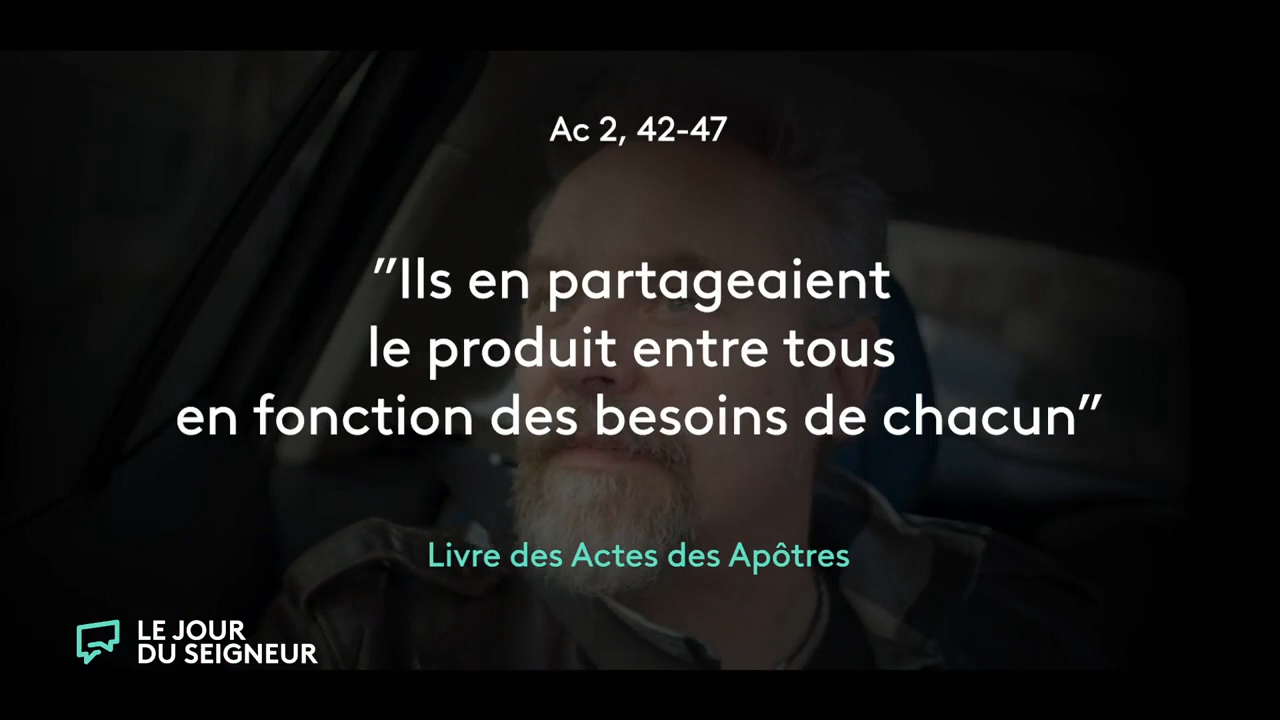 Ac 2, 42-47
"Ils en partageaient
le produit entre tous
en fonction des besoins de chacun"
Livre des Actes des Apôtres
LE JOUR
DU SEIGNEUR